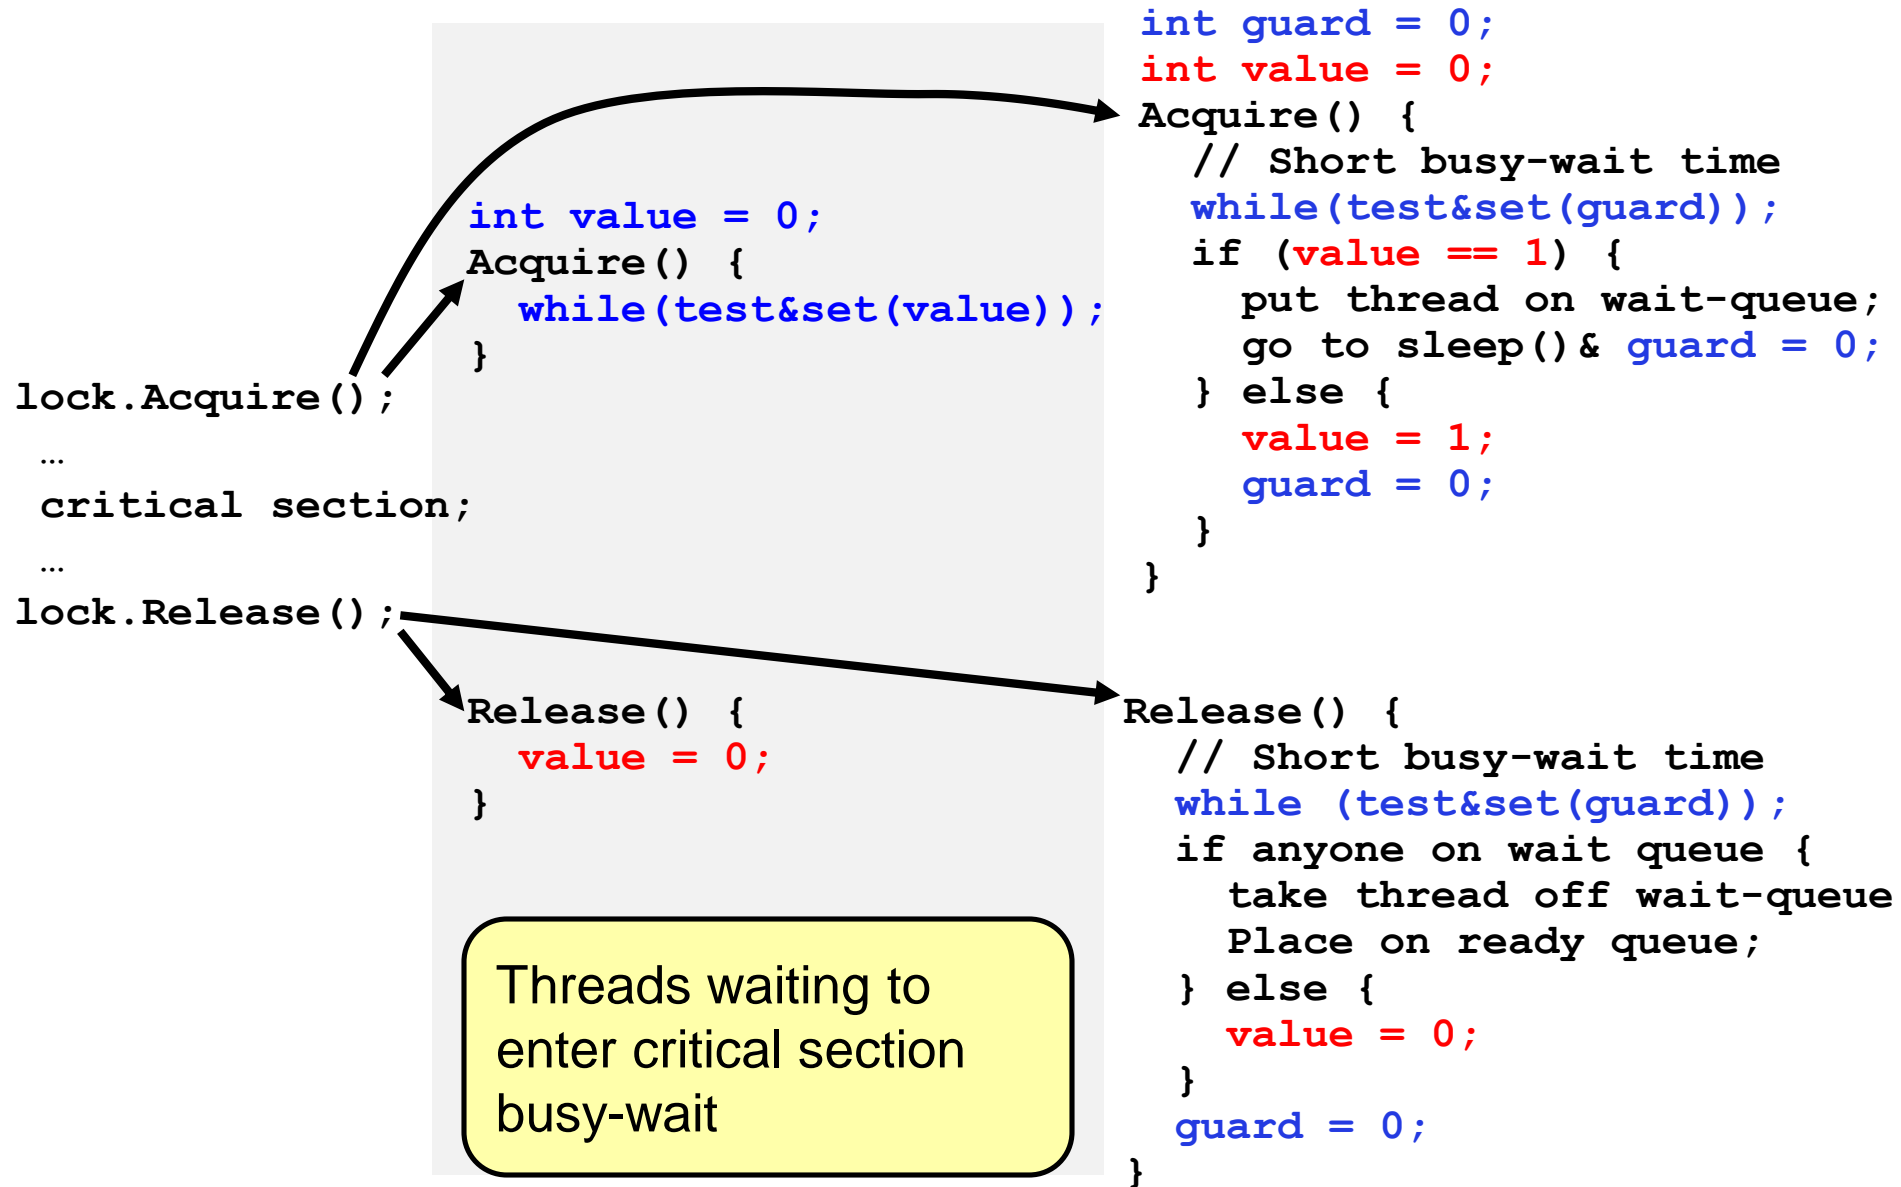 lock.Acquire();
…
critical section;
…
lock.Release();
int value = 0;
Acquire() {
while(test&set(value));
}
Release() {
value = 0;
}
Threads waiting to
enter critical section
busy-wait
int guard = 0;
int value = 0;
Acquire() {
// Short busy-wait time
while(test&set(guard));
if (value == 1) {
put thread on wait-queue;
go to sleep()& guard = 0;
} else {
value = 1;
guard = 0;
}
}
Release() {
// Short busy-wait time
while (test&set(guard));
if anyone on wait queue {
take thread off wait-queue
Place on ready queue;
} else {
value = 0;
}
guard = 0;
}